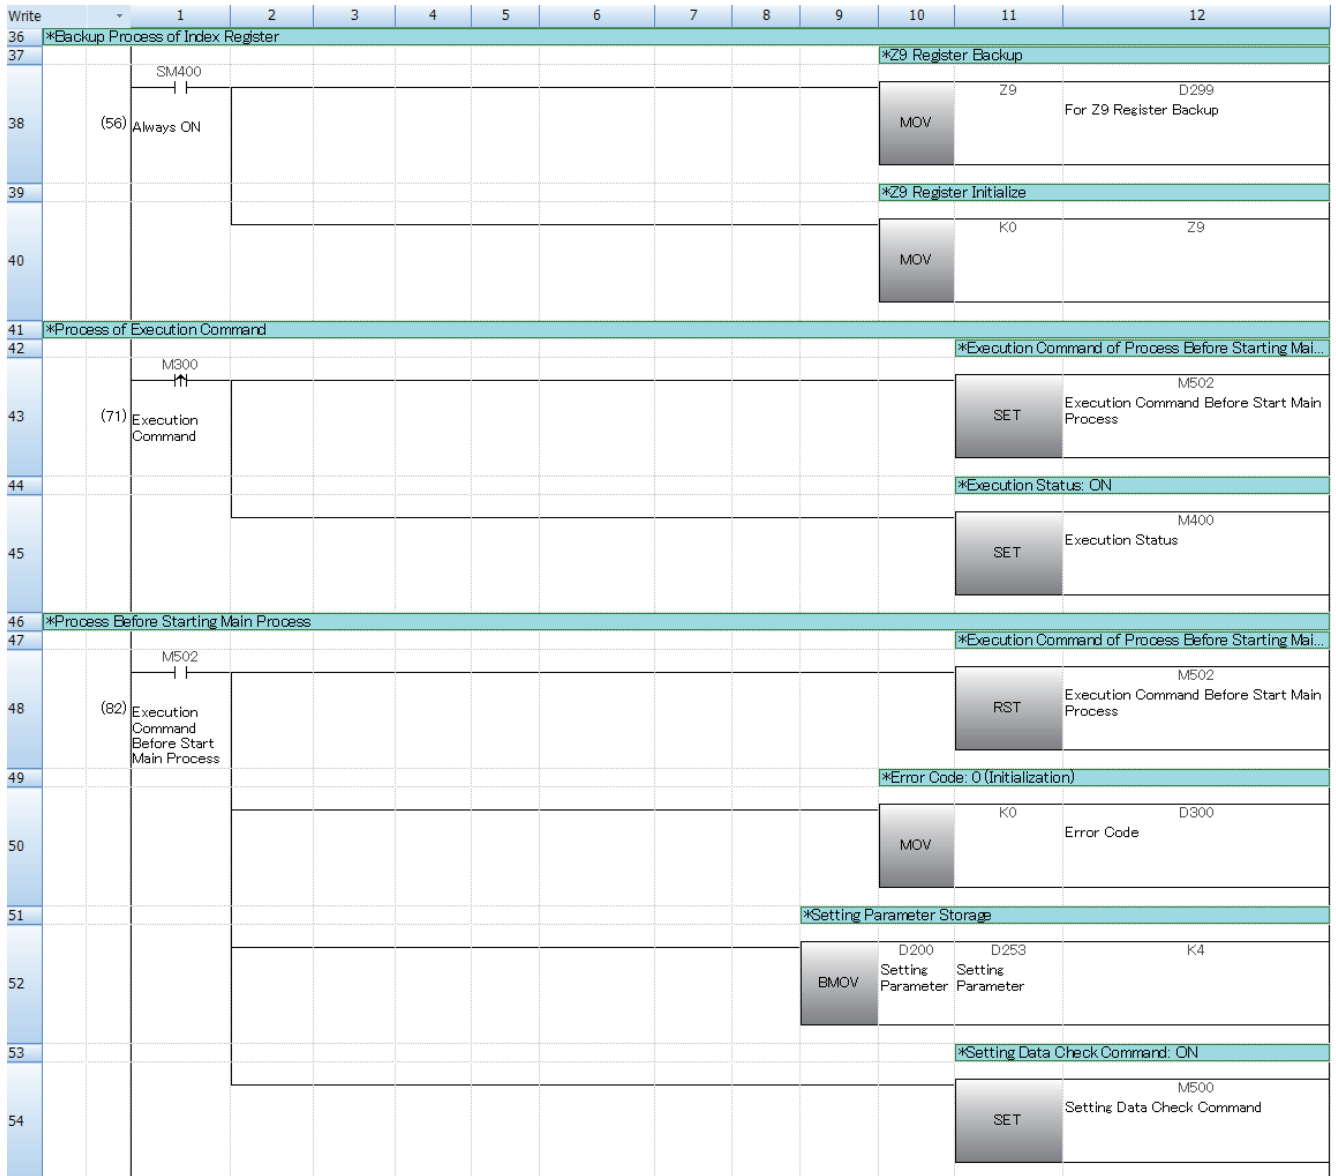 Write 1 2 3 4 5 6 7 8 9 10 11 12
36 *Backup Process of Index Register
37 *Z9 Register Backup
SM400 Z9 D299
For Z9 Register Backup
38 (56) Always ON MOV
39 *Z9 Register Initialize
K0 Z9
40 MOV
41 *Process of Execution Command
42 *Execution Command of Process Before Starting Mai...
M300 M502
43 (71) Execution Command SET Execution Command Before Start Main Process
44 *Execution Status: ON
M400
45 SET Execution Status
46 *Process Before Starting Main Process
47 *Execution Command of Process Before Starting Mai...
M502 M502
48 (82) Execution Command Before Start Main Process RST Execution Command Before Start Main Process
49 *Error Code: 0 (Initialization)
K0 D300
50 MOV Error Code
51 *Setting Parameter Storage
D200 D253 K4
52 BMOV Setting Parameter Setting Parameter
53 *Setting Data Check Command: ON
M500
54 SET Setting Data Check Command